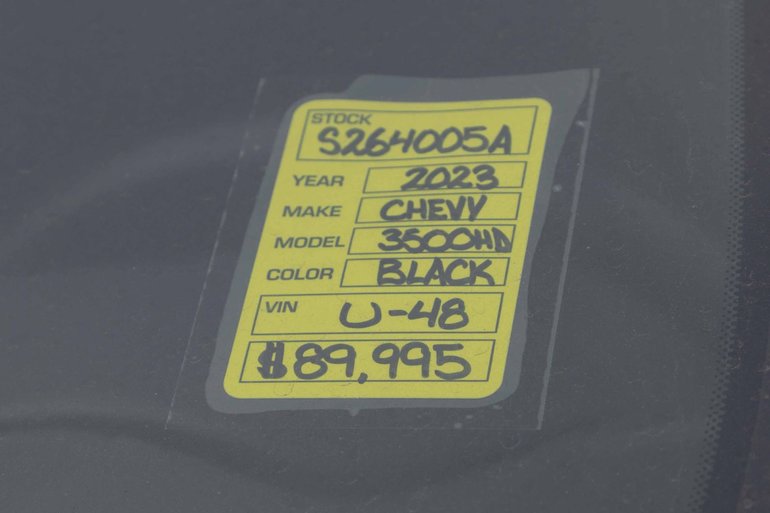 STOCK
S264005A
YEAR 2023
MAKE CHEVY
MODEL 3500HD
COLOR BLACK
VIN U-48
$89,995